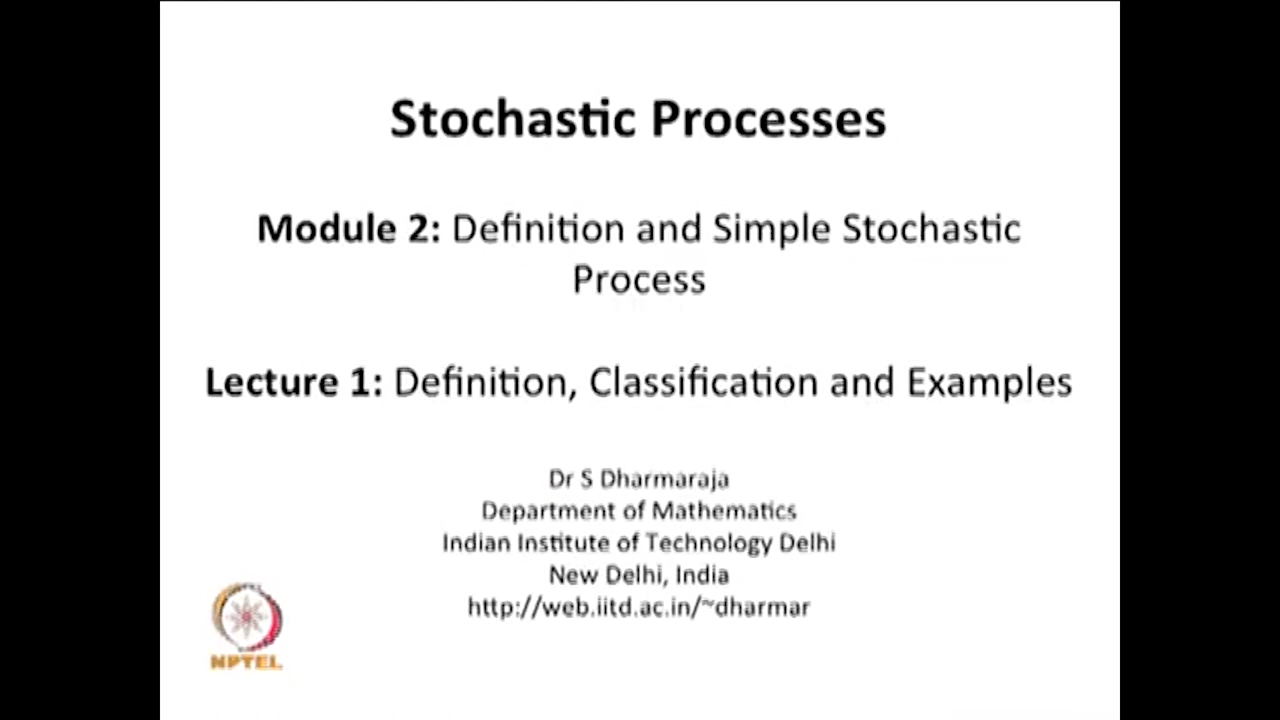 Stochastic Processes
Module 2: Definition and Simple Stochastic
Process
Lecture 1: Definition, Classification and Examples
Dr S Dharmaraja
Department of Mathematics
Indian Institute of Technology Delhi
New Delhi, India
http://web.iitd.ac.in/~dharmar
NPTEL